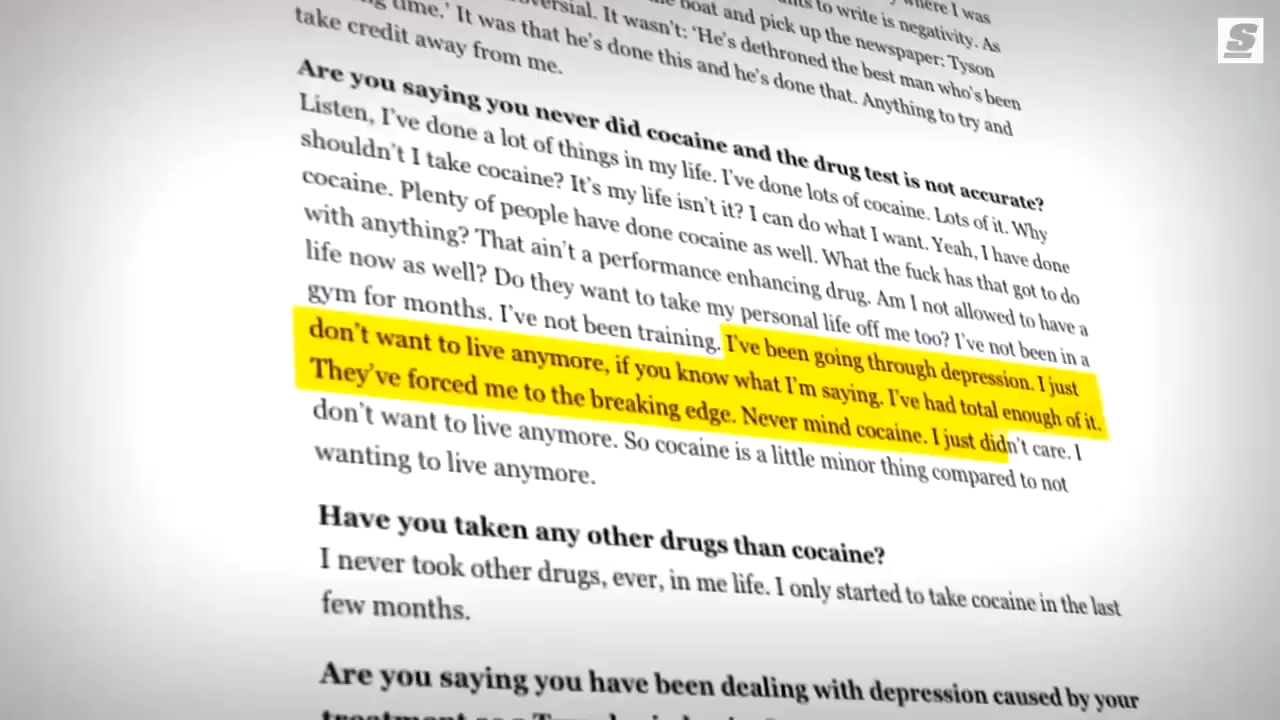 where I was
to write is negativity. As
boat and pick up the newspaper: Tyson
It wasn't: 'He's dethroned the best man who's been
time.' It was that he's done this and he's done that. Anything to try and
take credit away from me.
Are you saying you never did cocaine and the drug test is not accurate?
Listen, I've done a lot of things in my life. I've done lots of cocaine. Lots of it. Why
shouldn't I take cocaine? It's my life isn't it? I can do what I want. Yeah, I have done
cocaine. Plenty of people have done cocaine as well. What the fuck has that got to do
with anything? That ain't a performance enhancing drug. Am I not allowed to have a
life now as well? Do they want to take my personal life off me too? I've not been in a
gym for months. I've not been training. I've been going through depression. I just
don't want to live anymore, if you know what I'm saying. I've had total enough of it.
They've forced me to the breaking edge. Never mind cocaine. I just didn't care. I
don't want to live anymore. So cocaine is a little minor thing compared to not
wanting to live anymore.
Have you taken any other drugs than cocaine?
I never took other drugs, ever, in me life. I only started to take cocaine in the last
few months.
Are you saying you have been dealing with depression caused by your
S